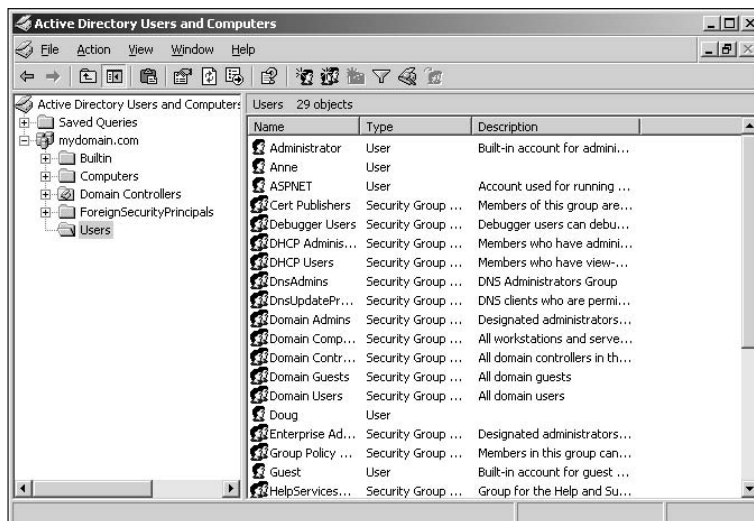 Active Directory Users and Computers
File Action View Window Help
Active Directory Users and Computers
Saved Queries
mydomain.com
Builtin
Computers
Domain Controllers
ForeignSecurityPrincipals
Users
Users 29 objects
Name Type Description
Administrator User Built-in account for admini...
Anne User
ASPNET User Account used for running ...
Cert Publishers Security Group ... Members of this group are...
Debugger Users Security Group ... Debugger users can debu...
DHCP Adminis... Security Group ... Members who have admini...
DHCP Users Security Group ... Members who have view-...
DnsAdmins Security Group ... DNS Administrators Group
DnsUpdatePr... Security Group ... DNS clients who are permi...
Domain Admins Security Group ... Designated administrators...
Domain Comp... Security Group ... All workstations and serve...
Domain Contr... Security Group ... All domain controllers in th...
Domain Guests Security Group ... All domain guests
Domain Users Security Group ... All domain users
Doug User
Enterprise Ad... Security Group ... Designated administrators...
Group Policy ... Security Group ... Members in this group can...
Guest User Built-in account for guest ...
HelpServices... Security Group ... Group for the Help and Su...